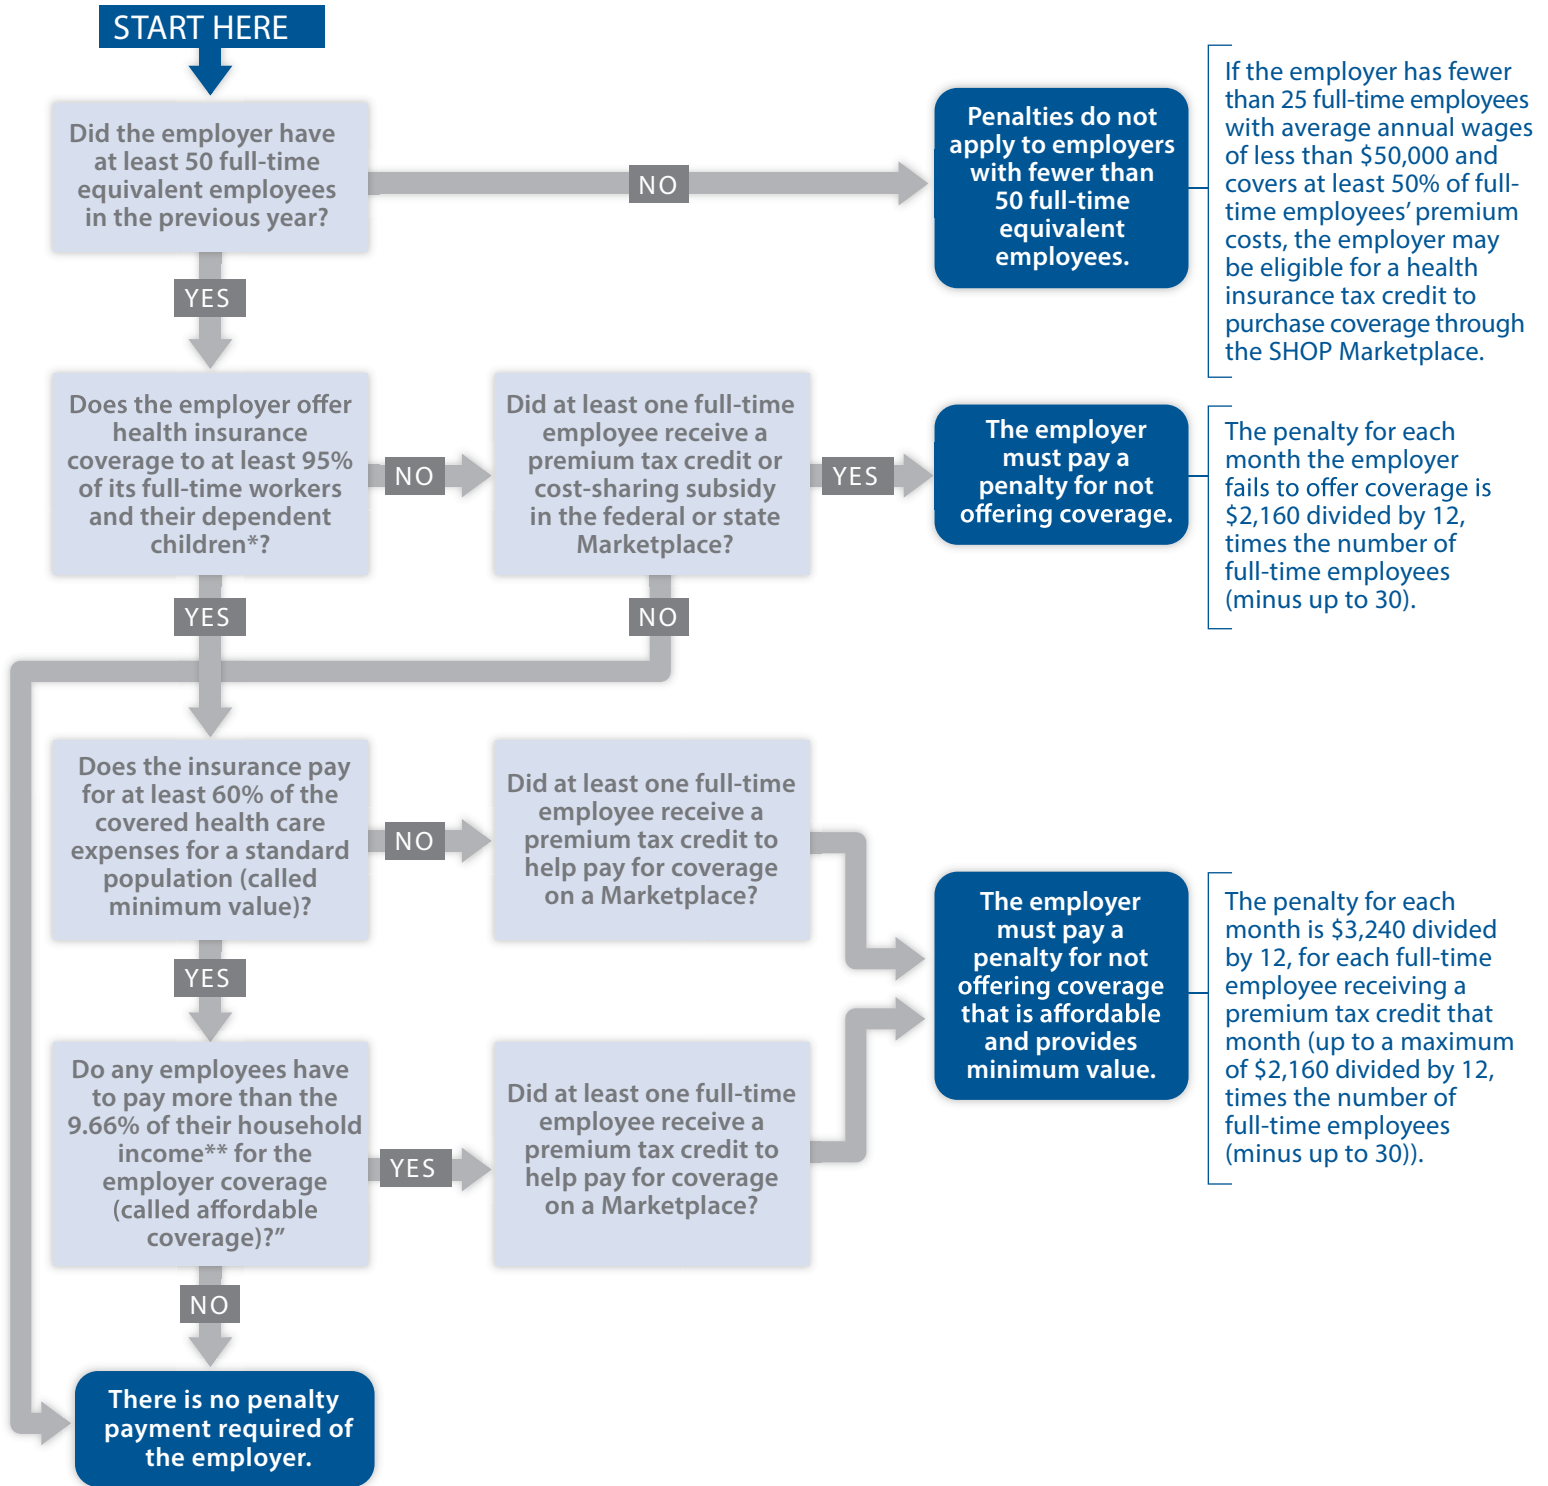 START HERE
Did the employer have
at least 50 full-time
equivalent employees
in the previous year?
NO
Penalties do not
apply to employers
with fewer than
50 full-time
equivalent
employees.
If the employer has fewer
than 25 full-time employees
with average annual wages
of less than $50,000 and
covers at least 50% of full-
time employees’ premium
costs, the employer may
be eligible for a health
insurance tax credit to
purchase coverage through
the SHOP Marketplace.
YES
Does the employer offer
health insurance
coverage to at least 95%
of its full-time workers
and their dependent
children*?
NO
Did at least one full-time
employee receive a
premium tax credit or
cost-sharing subsidy
in the federal or state
Marketplace?
YES
The employer
must pay a
penalty for not
offering coverage.
The penalty for each
month the employer
fails to offer coverage is
$2,160 divided by 12,
times the number of
full-time employees
(minus up to 30).
YES
NO
Does the insurance pay
for at least 60% of the
covered health care
expenses for a standard
population (called
minimum value)?
NO
Did at least one full-time
employee receive a
premium tax credit to
help pay for coverage
on a Marketplace?
The employer
must pay a
penalty for not
offering coverage
that is affordable
and provides
minimum value.
The penalty for each
month is $3,240 divided
by 12, for each full-time
employee receiving a
premium tax credit that
month (up to a maximum
of $2,160 divided by 12,
times the number of
full-time employees
(minus up to 30)).
YES
Do any employees have
to pay more than the
9.66% of their household
income** for the
employer coverage
(called affordable
coverage)?”
YES
Did at least one full-time
employee receive a
premium tax credit to
help pay for coverage
on a Marketplace?
NO
There is no penalty
payment required of
the employer.